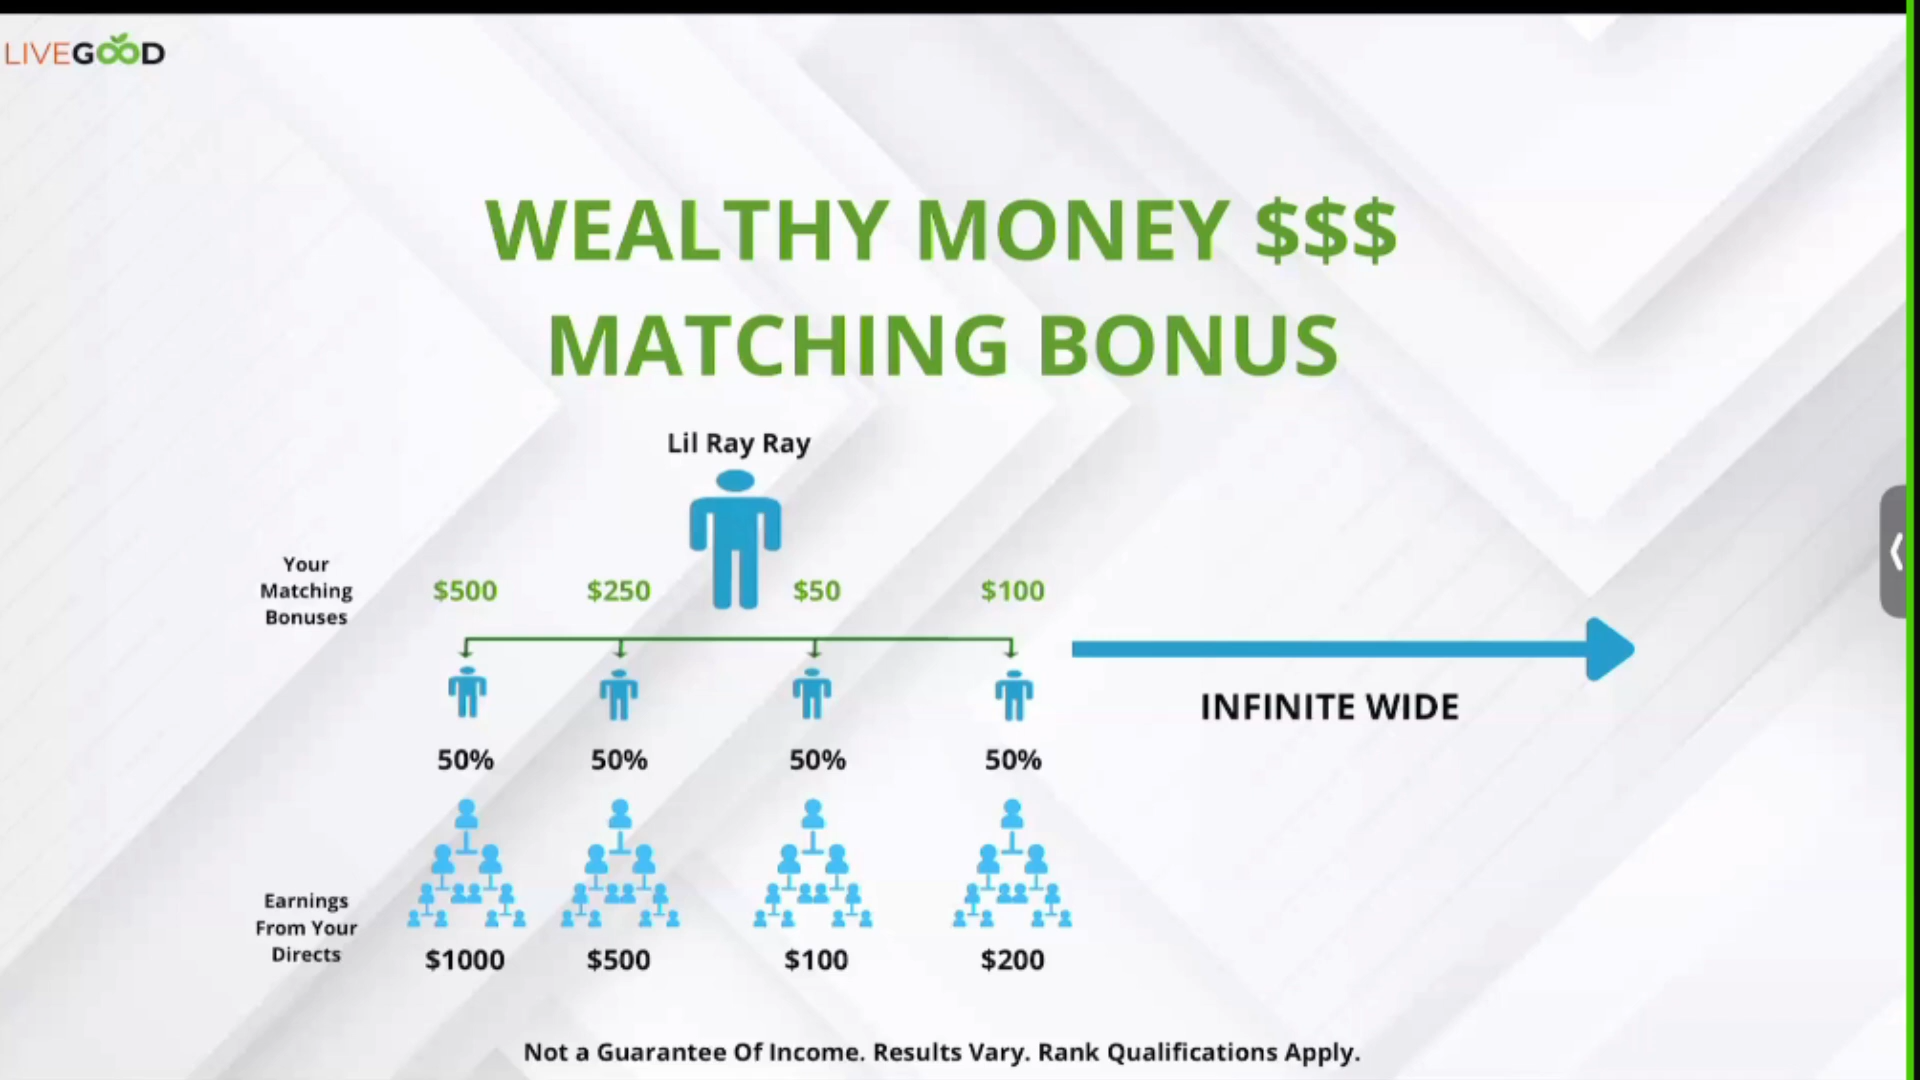 LIVEGOOD
WEALTHY MONEY $$$
MATCHING BONUS
Lil Ray Ray
Your
Matching
Bonuses
$500 $250 $50 $100
INFINITE WIDE
50% 50% 50% 50%
Earnings
From Your
Directs
$1000 $500 $100 $200
Not a Guarantee Of Income. Results Vary. Rank Qualifications Apply.